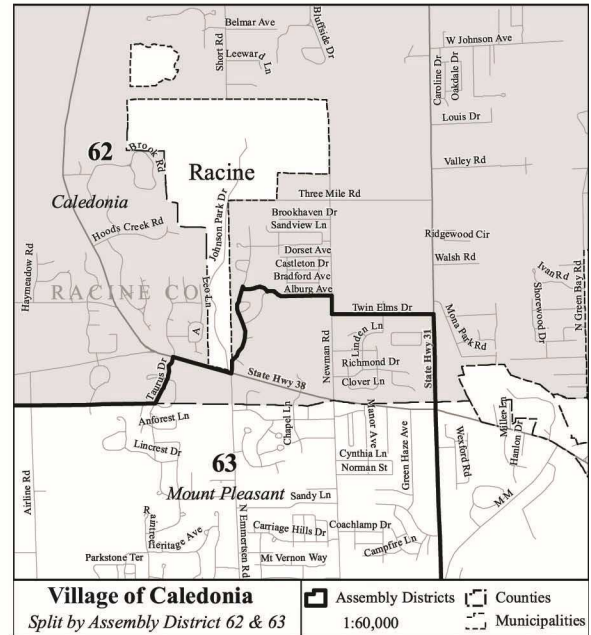 Belmar Ave
Short Rd
Leeward Ln
Bluffside Dr
W Johnson Ave
Caroline Dr
Oakdale Dr
Louis Dr
62
Brook Rd
Racine
Valley Rd
Caledonia
Johnson Park Dr
Three Mile Rd
Brookhaven Dr
Sandview Ln
Hoods Creek Rd
Ridgewood Cir
Dorset Ave
Walsh Rd
Castleton Dr
Haymeadow Rd
Bradford Ave
Ivan Rd
N Green Bay Rd
RACINE CO
Leo Ln
Alburg Ave
Shorewood Dr
Twin Elms Dr
Linden Ln
Mona Park Rd
A
Newman Rd
State Hwy 31
Richmond Dr
State Hwy 38
Taurus Dr
Clover Ln
Miller Ln
Hanlon Dr
Anforest Ln
Chapel Ln
Manor Ave
Green Haze Ave
Lincrest Dr
63
Cynthia Ln
Wexford Rd
Norman St
Airline Rd
Mount Pleasant
Sandy Ln
M M
N Emmertsen Rd
Raintree
Heritage Ave
Carriage Hills Dr
Coachlamp Dr
Campfire Ln
Parkstone Ter
Mt Vernon Way
Village of Caledonia
Split by Assembly District 62 & 63
Assembly Districts
Counties
1:60,000
Municipalities